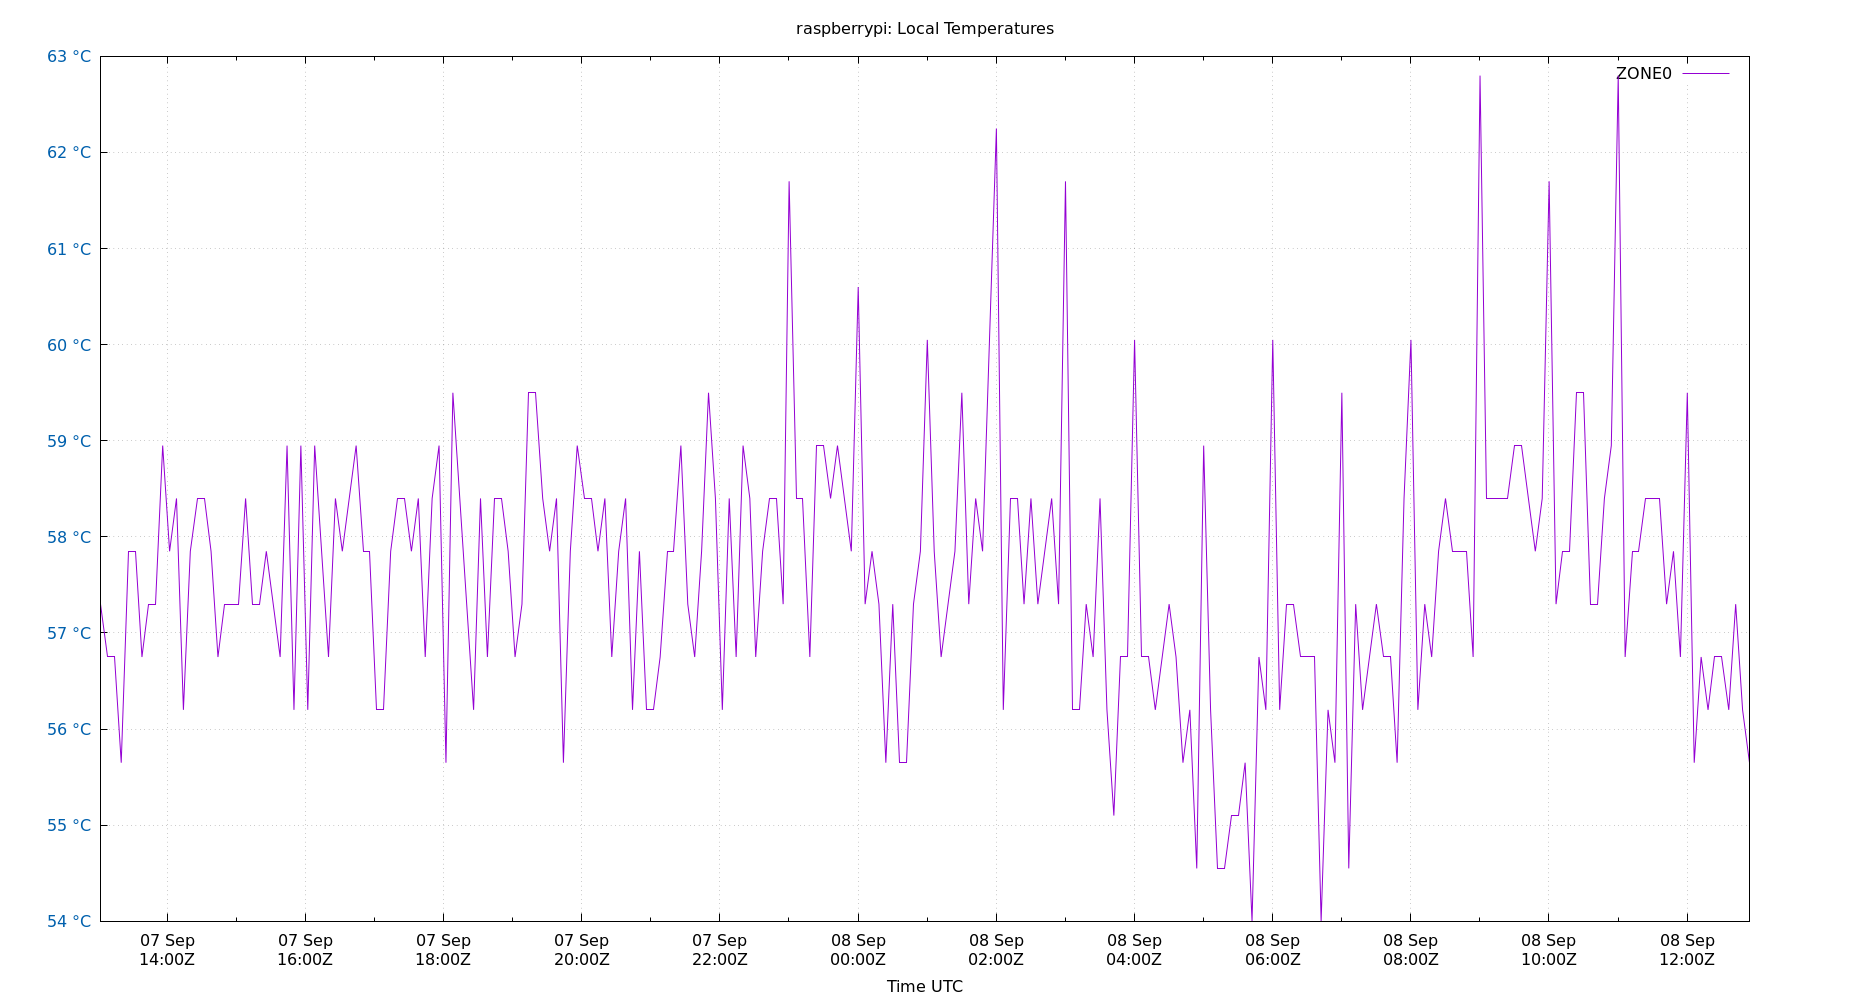 raspberrypi: Local Temperatures
63 °C
ZONE0
62 °C
61 °C
60 °C
59 °C
58 °C
57 °C
56 °C
55 °C
54 °C
07 Sep 07 Sep 07 Sep 07 Sep 07 Sep 08 Sep 08 Sep 08 Sep 08 Sep 08 Sep 08 Sep 08 Sep
14:00Z 16:00Z 18:00Z 20:00Z 22:00Z 00:00Z 02:00Z 04:00Z 06:00Z 08:00Z 10:00Z 12:00Z
Time UTC